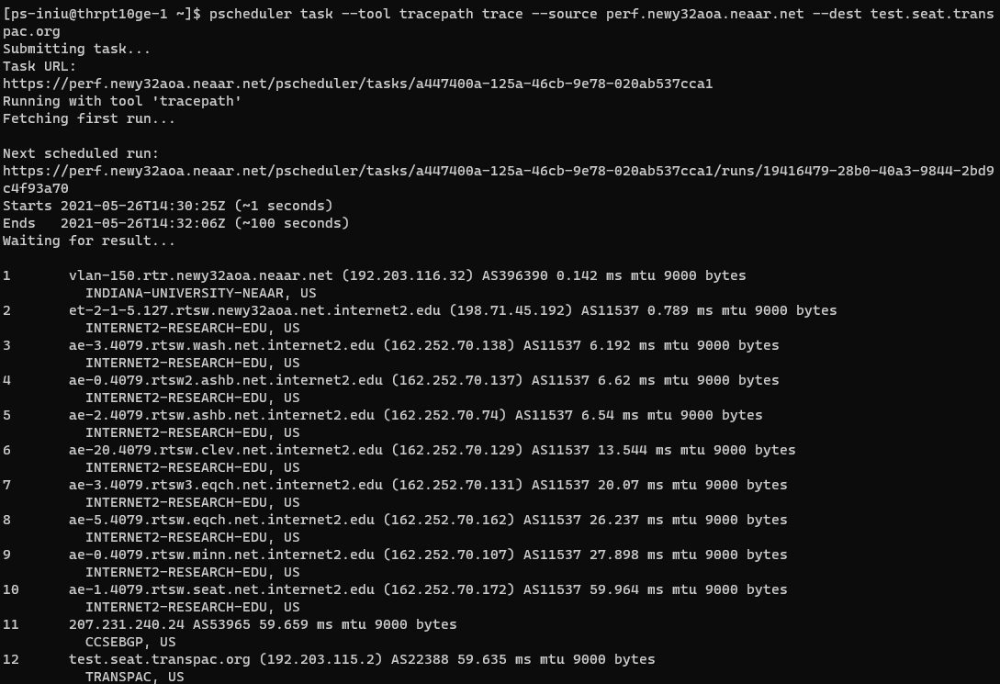 [ps-iniu@thrpt10ge-1 ~]$ pscheduler task --tool tracepath trace --source perf.newy32aoa.neaar.net --dest test.seat.trans
pac.org
Submitting task...
Task URL:
https://perf.newy32aoa.neaar.net/pscheduler/tasks/a447400a-125a-46cb-9e78-020ab537cca1
Running with tool 'tracepath'
Fetching first run...
Next scheduled run:
https://perf.newy32aoa.neaar.net/pscheduler/tasks/a447400a-125a-46cb-9e78-020ab537cca1/runs/19416479-28b0-40a3-9844-2bd9
c4f93a70
Starts 2021-05-26T14:30:25Z (~1 seconds)
Ends   2021-05-26T14:32:06Z (~100 seconds)
Waiting for result...
1       vlan-150.rtr.newy32aoa.neaar.net (192.203.116.32) AS396390 0.142 ms mtu 9000 bytes
          INDIANA-UNIVERSITY-NEAAR, US
2       et-2-1-5.127.rtsw.newy32aoa.net.internet2.edu (198.71.45.192) AS11537 0.789 ms mtu 9000 bytes
          INTERNET2-RESEARCH-EDU, US
3       ae-3.4079.rtsw.wash.net.internet2.edu (162.252.70.138) AS11537 6.192 ms mtu 9000 bytes
          INTERNET2-RESEARCH-EDU, US
4       ae-0.4079.rtsw2.ashb.net.internet2.edu (162.252.70.137) AS11537 6.62 ms mtu 9000 bytes
          INTERNET2-RESEARCH-EDU, US
5       ae-2.4079.rtsw.ashb.net.internet2.edu (162.252.70.74) AS11537 6.54 ms mtu 9000 bytes
          INTERNET2-RESEARCH-EDU, US
6       ae-20.4079.rtsw.clev.net.internet2.edu (162.252.70.129) AS11537 13.544 ms mtu 9000 bytes
          INTERNET2-RESEARCH-EDU, US
7       ae-3.4079.rtsw3.eqch.net.internet2.edu (162.252.70.131) AS11537 20.07 ms mtu 9000 bytes
          INTERNET2-RESEARCH-EDU, US
8       ae-5.4079.rtsw.eqch.net.internet2.edu (162.252.70.162) AS11537 26.237 ms mtu 9000 bytes
          INTERNET2-RESEARCH-EDU, US
9       ae-0.4079.rtsw.minn.net.internet2.edu (162.252.70.107) AS11537 27.898 ms mtu 9000 bytes
          INTERNET2-RESEARCH-EDU, US
10      ae-1.4079.rtsw.seat.net.internet2.edu (162.252.70.172) AS11537 59.964 ms mtu 9000 bytes
          INTERNET2-RESEARCH-EDU, US
11      207.231.240.24 AS53965 59.659 ms mtu 9000 bytes
          CCSEBGP, US
12      test.seat.transpac.org (192.203.115.2) AS22388 59.635 ms mtu 9000 bytes
          TRANSPAC, US